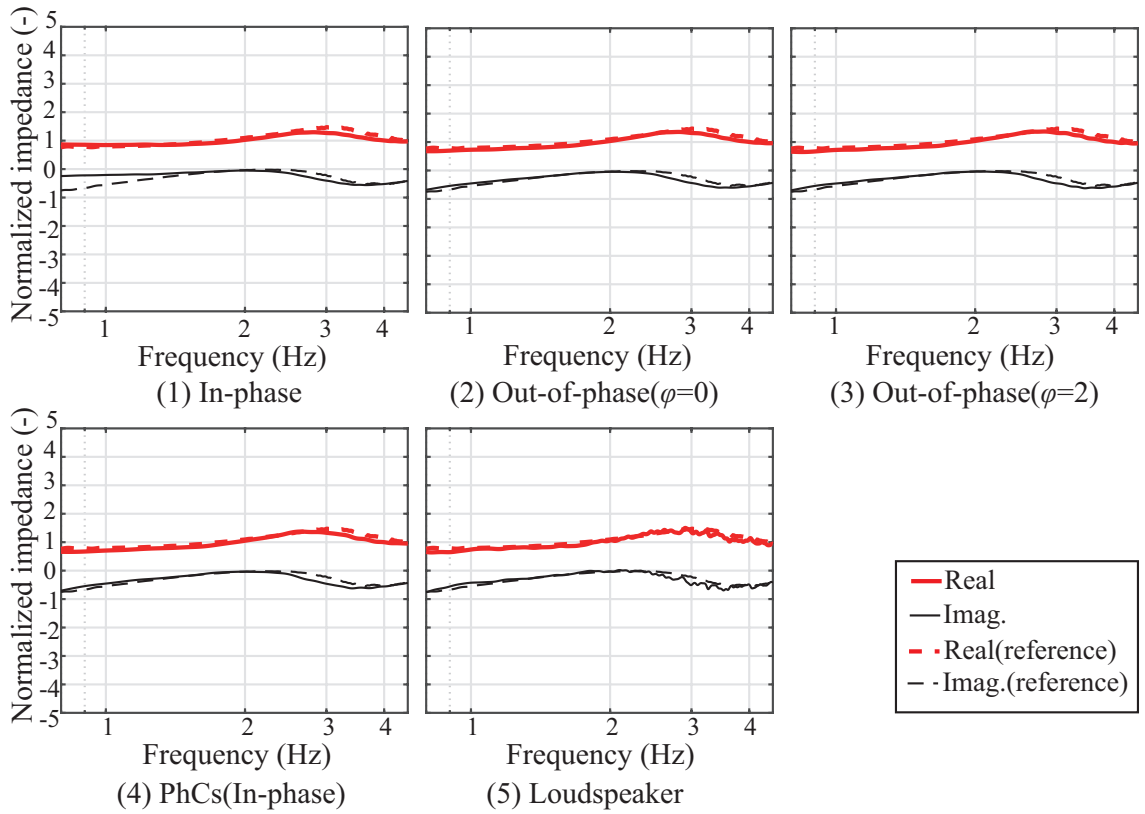 Normalized impedance (-)
5
4
3
2
1
0
-1
-2
-3
-4
-5
1 2 3 4
Frequency (Hz)
(1) In-phase
1 2 3 4
Frequency (Hz)
(2) Out-of-phase(φ=0)
1 2 3 4
Frequency (Hz)
(3) Out-of-phase(φ=2)
Normalized impedance (-)
5
4
3
2
1
0
-1
-2
-3
-4
-5
1 2 3 4
Frequency (Hz)
(4) PhCs(In-phase)
1 2 3 4
Frequency (Hz)
(5) Loudspeaker
Real
Imag.
Real(reference)
Imag.(reference)